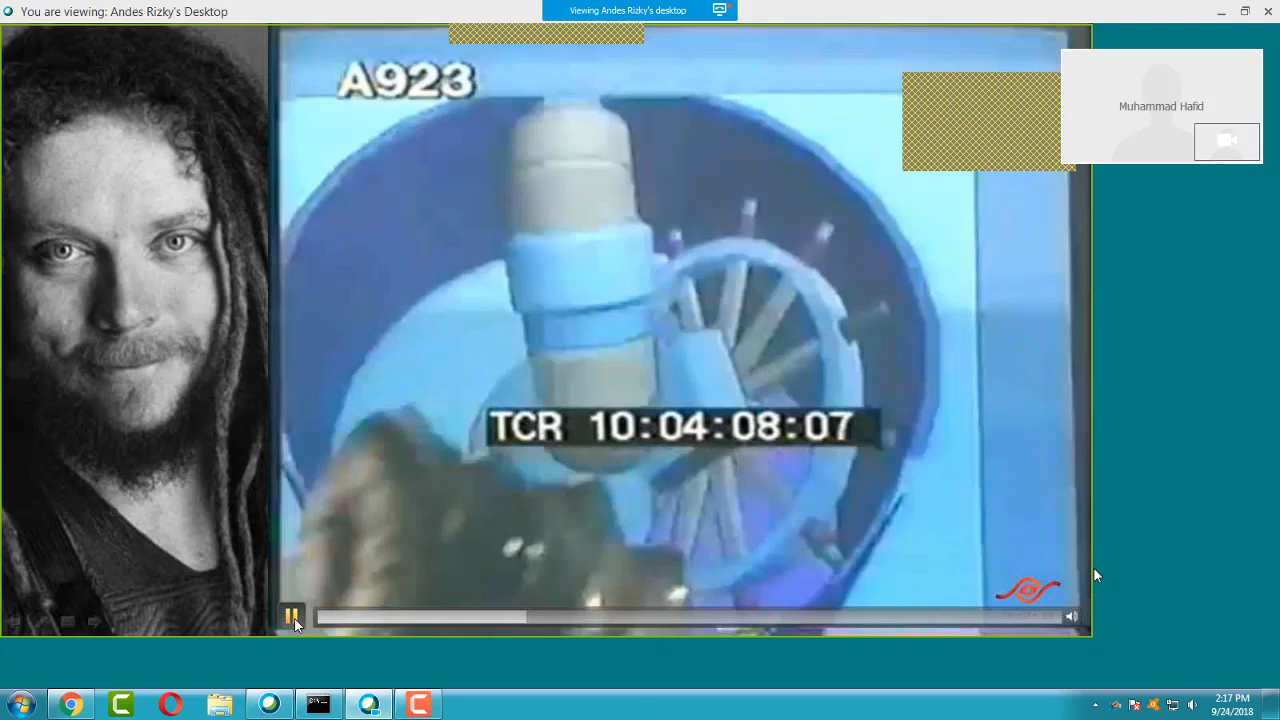 You are viewing: Andes Rizky's Desktop
Viewing Andes Rizky's desktop
A923
Muhammad Hafid
TCR 10:04:08:07
2:17 PM
9/24/2018